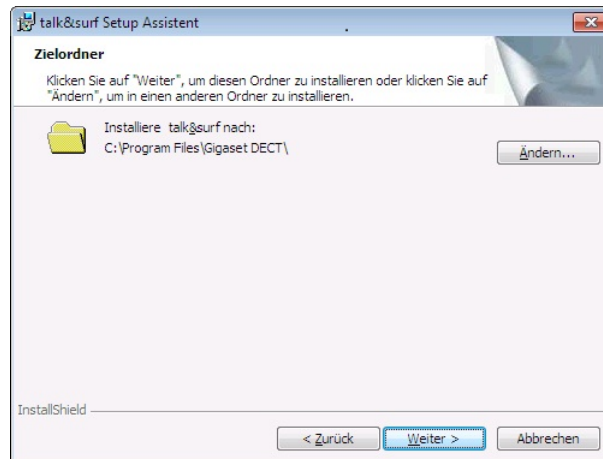 talk&surf Setup Assistent
Zielordner
Klicken Sie auf "Weiter", um diesen Ordner zu installieren oder klicken Sie auf
"Ändern", um in einen anderen Ordner zu installieren.
Installiere talk&surf nach:
C:\Program Files\Gigaset DECT\
Ändern...
InstallShield
< Zurück
Weiter >
Abbrechen